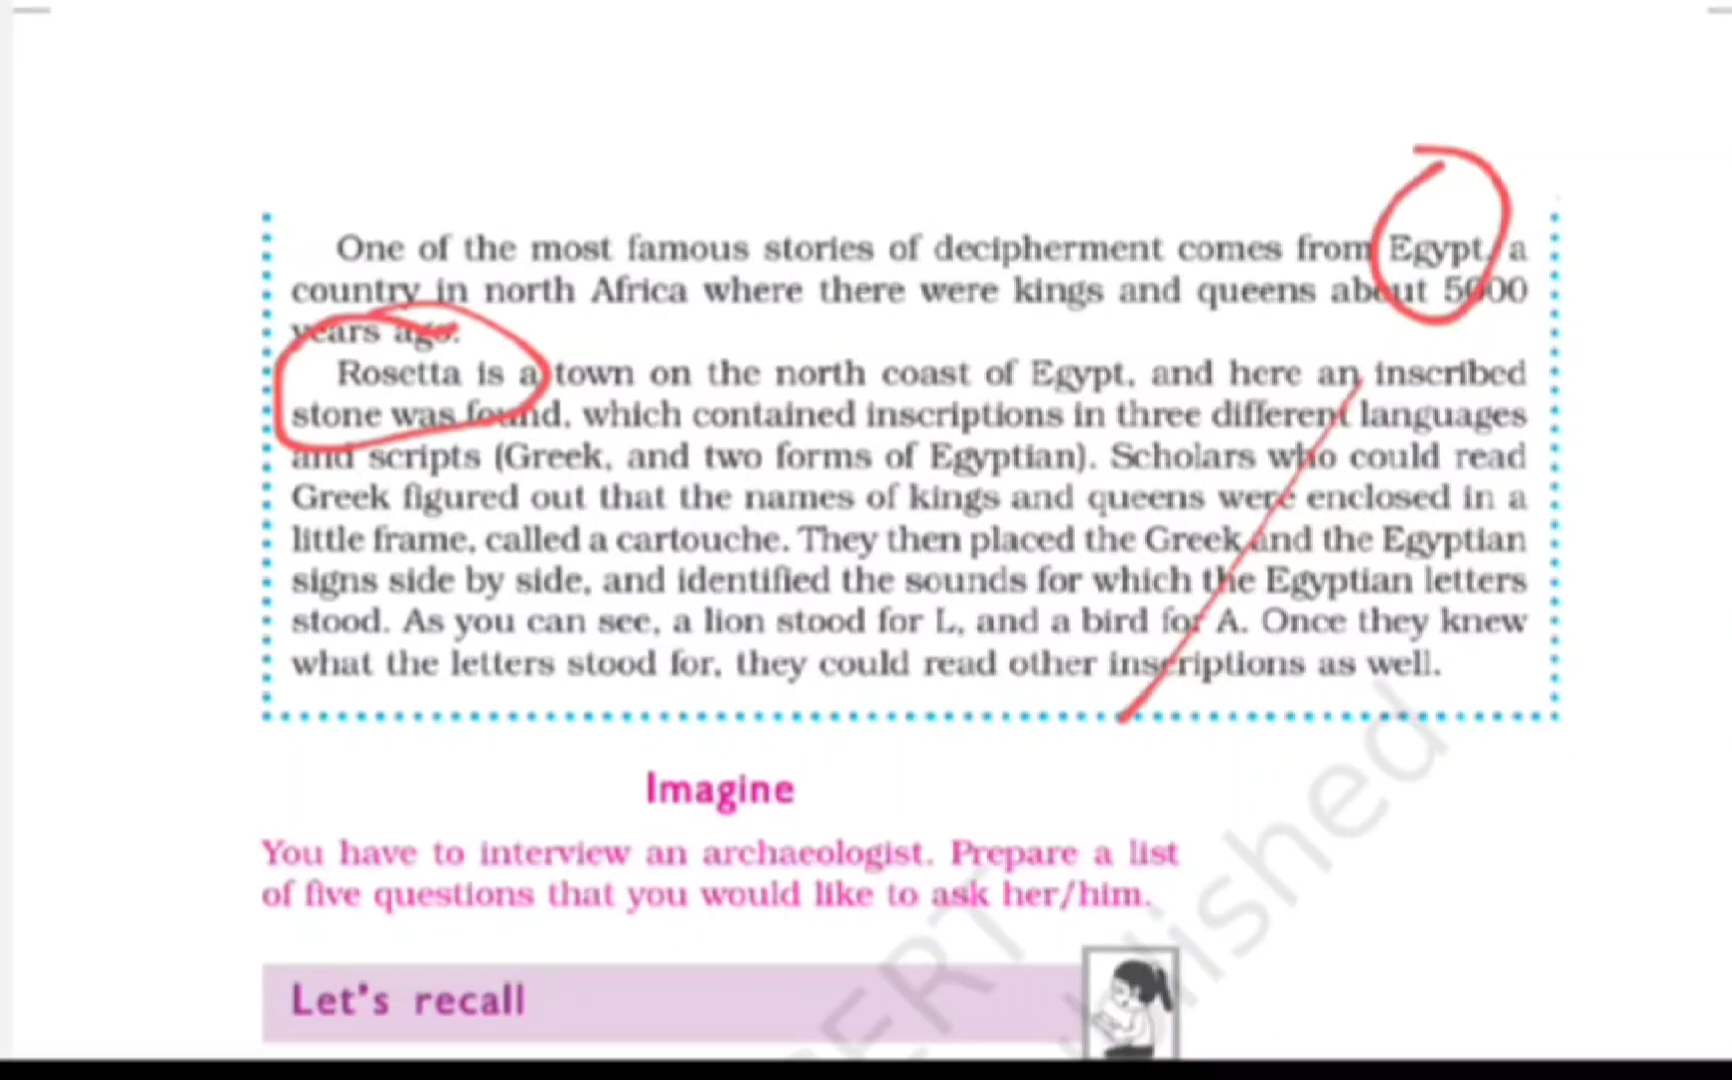 One of the most famous stories of decipherment comes from Egypt, a
country in north Africa where there were kings and queens about 5000
years ago.
Rosetta is a town on the north coast of Egypt, and here an inscribed
stone was found, which contained inscriptions in three different languages
and scripts (Greek, and two forms of Egyptian). Scholars who could read
Greek figured out that the names of kings and queens were enclosed in a
little frame, called a cartouche. They then placed the Greek and the Egyptian
signs side by side, and identified the sounds for which the Egyptian letters
stood. As you can see, a lion stood for L, and a bird for A. Once they knew
what the letters stood for, they could read other inscriptions as well.
Imagine
You have to interview an archaeologist. Prepare a list
of five questions that you would like to ask her/him.
Let's recall